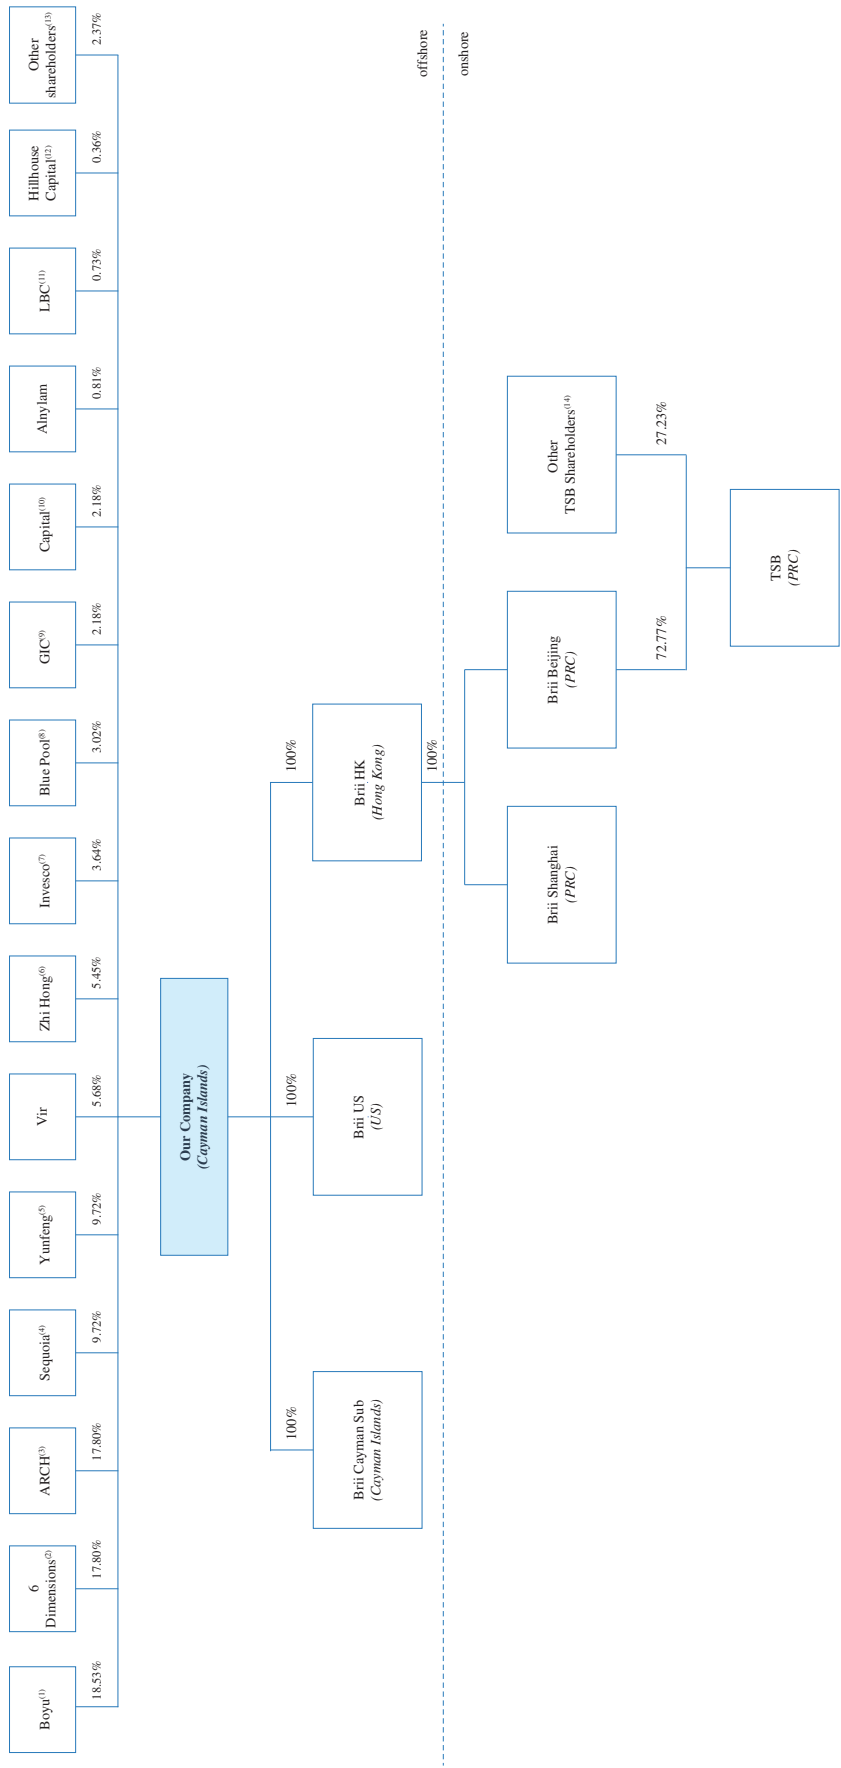 Boyu(1)
18.53%
6
Dimensions(2)
17.80%
ARCH(3)
17.80%
Sequoia(4)
9.72%
Yunfeng(5)
9.72%
Vir
5.68%
Zhi Hong(6)
5.45%
Invesco(7)
3.64%
Blue Pool(8)
3.02%
GIC(9)
2.18%
Capital(10)
2.18%
Alnylam
0.81%
LBC(11)
0.73%
Hillhouse
Capital(12)
0.36%
Other
shareholders(13)
2.37%
Our Company
(Cayman Islands)
100%
100%
100%
Brii Cayman Sub
(Cayman Islands)
Brii US
(US)
Brii HK
(Hong Kong)
100%
offshore
onshore
Brii Shanghai
(PRC)
Brii Beijing
(PRC)
Other
TSB Shareholders(14)
72.77%
27.23%
TSB
(PRC)